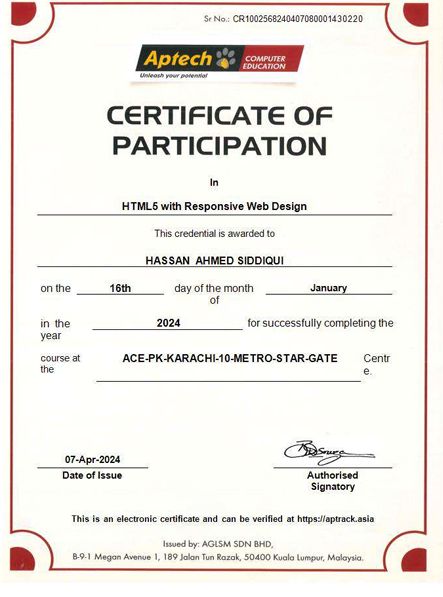 Sr No.: CR1002568240407080001430220
Aptech COMPUTER EDUCATION
Unleash your potential
CERTIFICATE OF
PARTICIPATION
In
HTML5 with Responsive Web Design
This credential is awarded to
HASSAN AHMED SIDDIQUI
on the 16th day of the month of January
in the year 2024 for successfully completing the
course at the ACE-PK-KARACHI-10-METRO-STAR-GATE Centre.
07-Apr-2024
Date of Issue
Authorised
Signatory
This is an electronic certificate and can be verified at https://aptrack.asia
Issued by: AGLSM SDN BHD,
B-9-1 Megan Avenue 1, 189 Jalan Tun Razak, 50400 Kuala Lumpur, Malaysia.